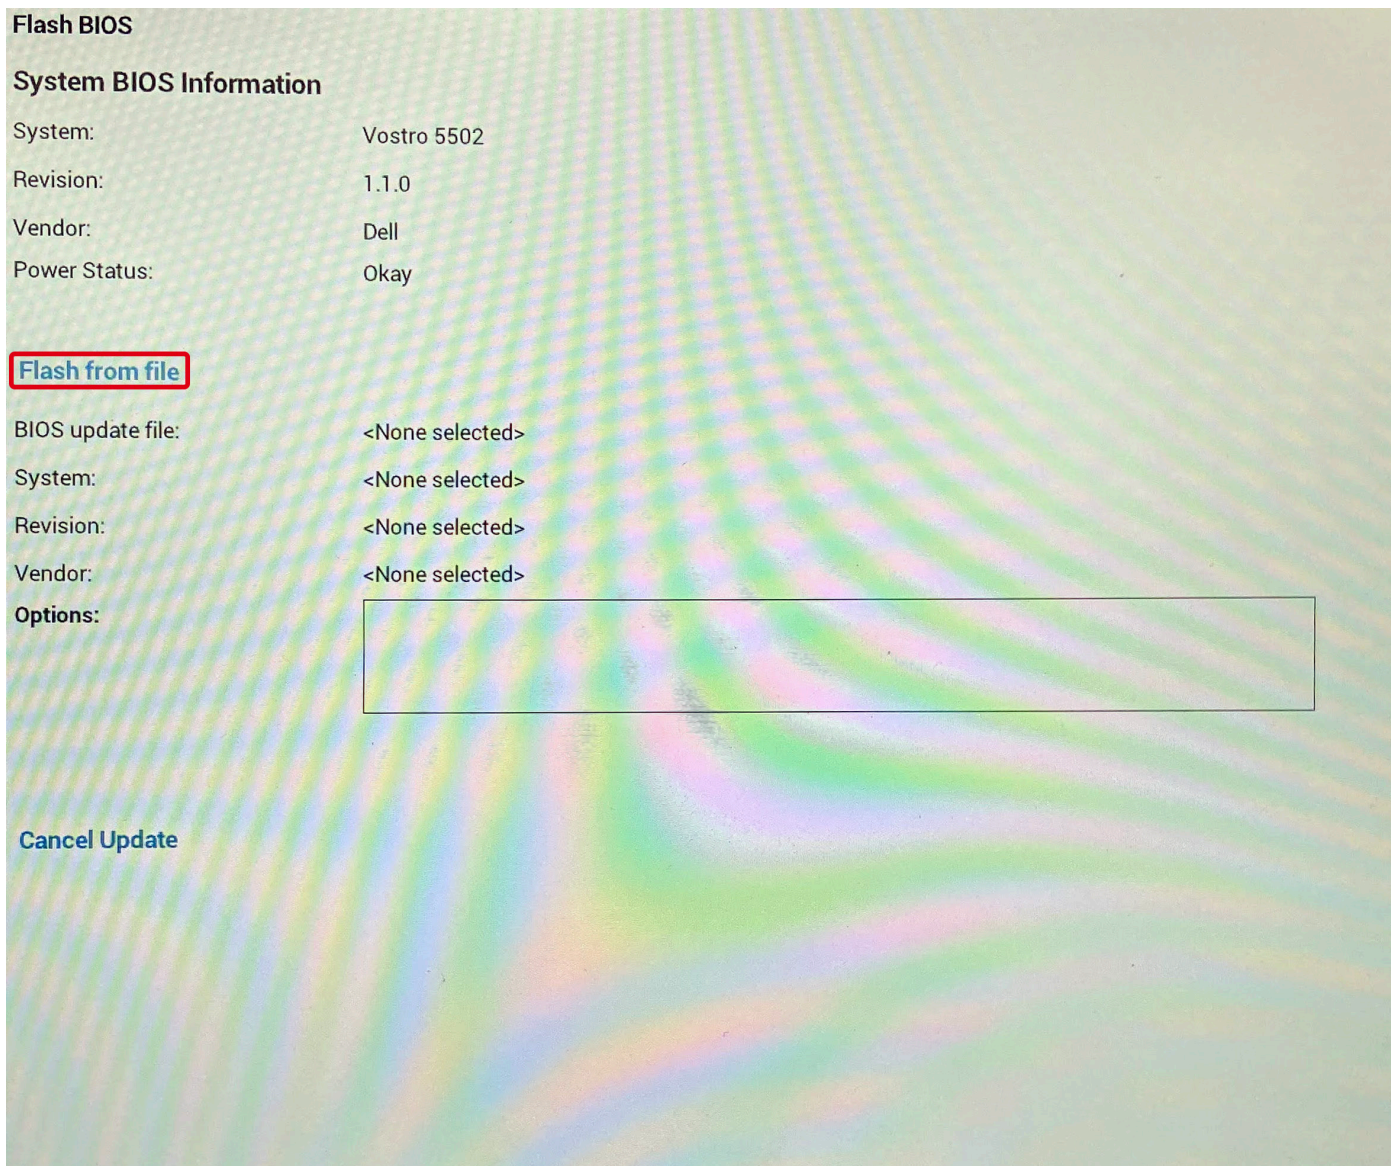 Flash BIOS
System BIOS Information
System: Vostro 5502
Revision: 1.1.0
Vendor: Dell
Power Status: Okay
Flash from file
BIOS update file: <None selected>
System: <None selected>
Revision: <None selected>
Vendor: <None selected>
Options:
Cancel Update